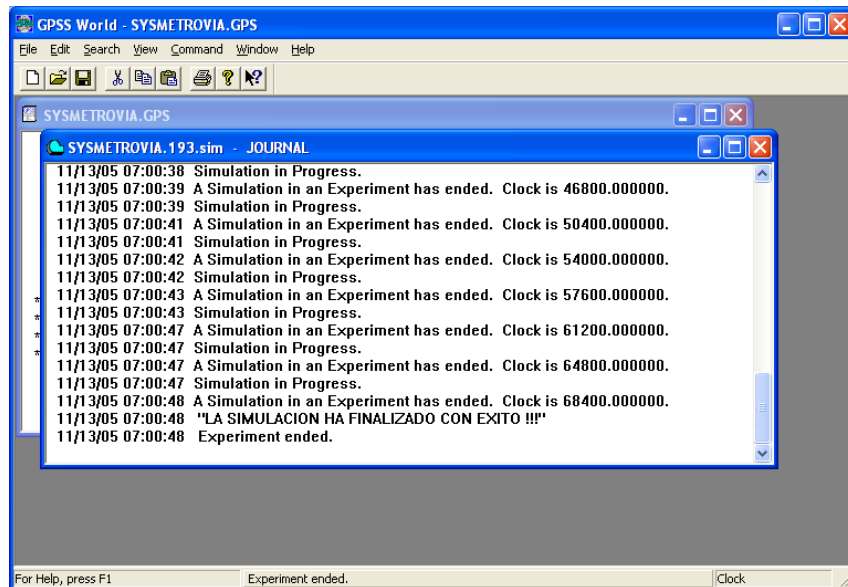 GPSS World - SYSMETROVIA.GPS
File Edit Search View Command Window Help
SYSMETROVIA.GPS
SYSMETROVIA.193.sim - JOURNAL
11/13/05 07:00:38 Simulation in Progress.
11/13/05 07:00:39 A Simulation in an Experiment has ended. Clock is 46800.000000.
11/13/05 07:00:39 Simulation in Progress.
11/13/05 07:00:41 A Simulation in an Experiment has ended. Clock is 50400.000000.
11/13/05 07:00:41 Simulation in Progress.
11/13/05 07:00:42 A Simulation in an Experiment has ended. Clock is 54000.000000.
11/13/05 07:00:42 Simulation in Progress.
11/13/05 07:00:43 A Simulation in an Experiment has ended. Clock is 57600.000000.
11/13/05 07:00:43 Simulation in Progress.
11/13/05 07:00:47 A Simulation in an Experiment has ended. Clock is 61200.000000.
11/13/05 07:00:47 Simulation in Progress.
11/13/05 07:00:47 A Simulation in an Experiment has ended. Clock is 64800.000000.
11/13/05 07:00:47 Simulation in Progress.
11/13/05 07:00:48 A Simulation in an Experiment has ended. Clock is 68400.000000.
11/13/05 07:00:48 "LA SIMULACION HA FINALIZADO CON EXITO !!!"
11/13/05 07:00:48 Experiment ended.
For Help, press F1 Experiment ended. Clock